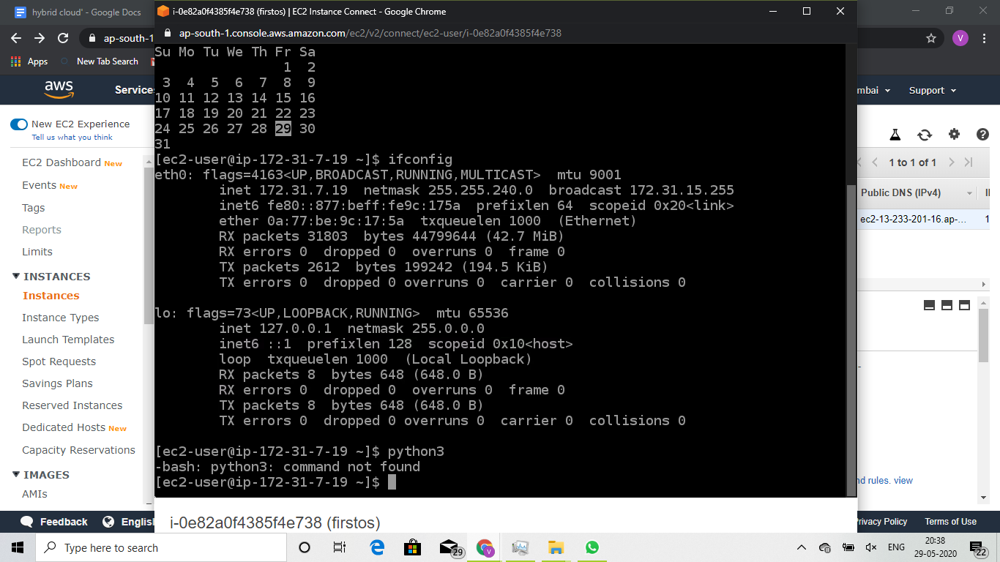 hybrid cloud' - Google Docs
i-0e82a0f4385f4e738 (firstos) | EC2 Instance Connect - Google Chrome
ap-south-1
ap-south-1.console.aws.amazon.com/ec2/v2/connect/ec2-user/i-0e82a0f4385f4e738
V
Apps
New Tab Search
aws
Services
mbai
Support
New EC2 Experience
Tell us what you think
EC2 Dashboard New
Events New
Tags
Reports
Limits
INSTANCES
Instances
Instance Types
Launch Templates
Spot Requests
Savings Plans
Reserved Instances
Dedicated Hosts New
Capacity Reservations
IMAGES
AMIs
Su Mo Tu We Th Fr Sa
1 2
3 4 5 6 7 8 9
10 11 12 13 14 15 16
17 18 19 20 21 22 23
24 25 26 27 28 29 30
31
[ec2-user@ip-172-31-7-19 ~]$ ifconfig
eth0: flags=4163<UP,BROADCAST,RUNNING,MULTICAST> mtu 9001
inet 172.31.7.19 netmask 255.255.240.0 broadcast 172.31.15.255
inet6 fe80::877:beff:fe9c:175a prefixlen 64 scopeid 0x20<link>
ether 0a:77:be:9c:17:5a txqueuelen 1000 (Ethernet)
RX packets 31803 bytes 44799644 (42.7 MiB)
RX errors 0 dropped 0 overruns 0 frame 0
TX packets 2612 bytes 199242 (194.5 KiB)
TX errors 0 dropped 0 overruns 0 carrier 0 collisions 0
lo: flags=73<UP,LOOPBACK,RUNNING> mtu 65536
inet 127.0.0.1 netmask 255.0.0.0
inet6 ::1 prefixlen 128 scopeid 0x10<host>
loop txqueuelen 1000 (Local Loopback)
RX packets 8 bytes 648 (648.0 B)
RX errors 0 dropped 0 overruns 0 frame 0
TX packets 8 bytes 648 (648.0 B)
TX errors 0 dropped 0 overruns 0 carrier 0 collisions 0
[ec2-user@ip-172-31-7-19 ~]$ python3
-bash: python3: command not found
[ec2-user@ip-172-31-7-19 ~]$
i-0e82a0f4385f4e738 (firstos)
1 to 1 of 1
Public DNS (IPv4)
ec2-13-233-201-16.ap-...
1
nd rules. view
Feedback
English
Privacy Policy
Terms of Use
Type here to search
29
V
ENG
20:38
29-05-2020
22